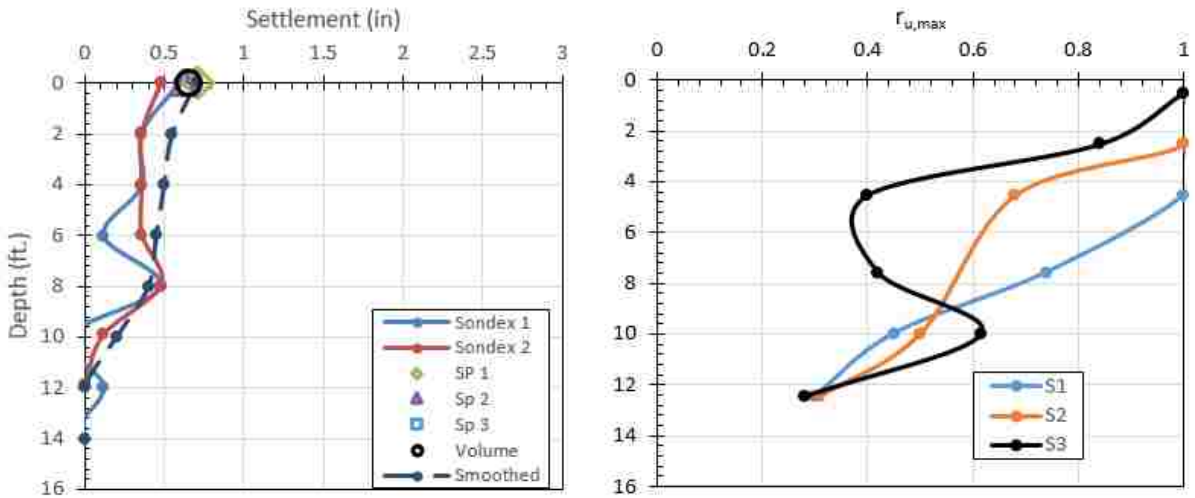 Settlement (in)
0 0.5 1 1.5 2 2.5 3
0
2
4
6
8
10
12
14
16
Depth (ft.)
Sondex 1
Sondex 2
SP 1
Sp 2
Sp 3
Volume
Smoothed
ru,max
0 0.2 0.4 0.6 0.8 1
0
2
4
6
8
10
12
14
16
S1
S2
S3